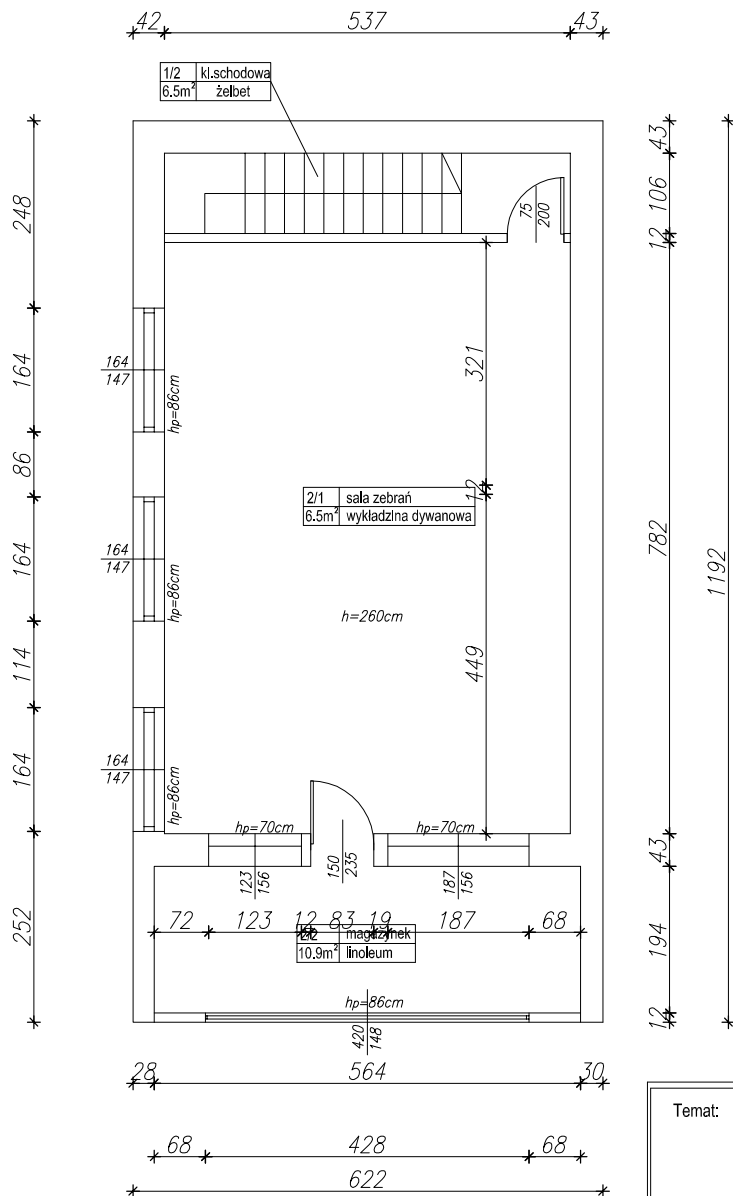 42 537 43
1/2 kl.schodowa
6.5m² żelbet
248
164
86
164
114
164
252
43
106
12
782
43
194
12
1192
75
200
321
12
449
164
147
hp=86cm
164
147
hp=86cm
164
147
hp=86cm
2/1 sala zebrań
6.5m² wykładzina dywanowa
h=260cm
hp=70cm hp=70cm
123
156
150
235
187
156
72 123 12 83 19 187 68
2/2 magazynek
10.9m² linoleum
hp=86cm
420
148
28 564 30
68 428 68
622
Temat: